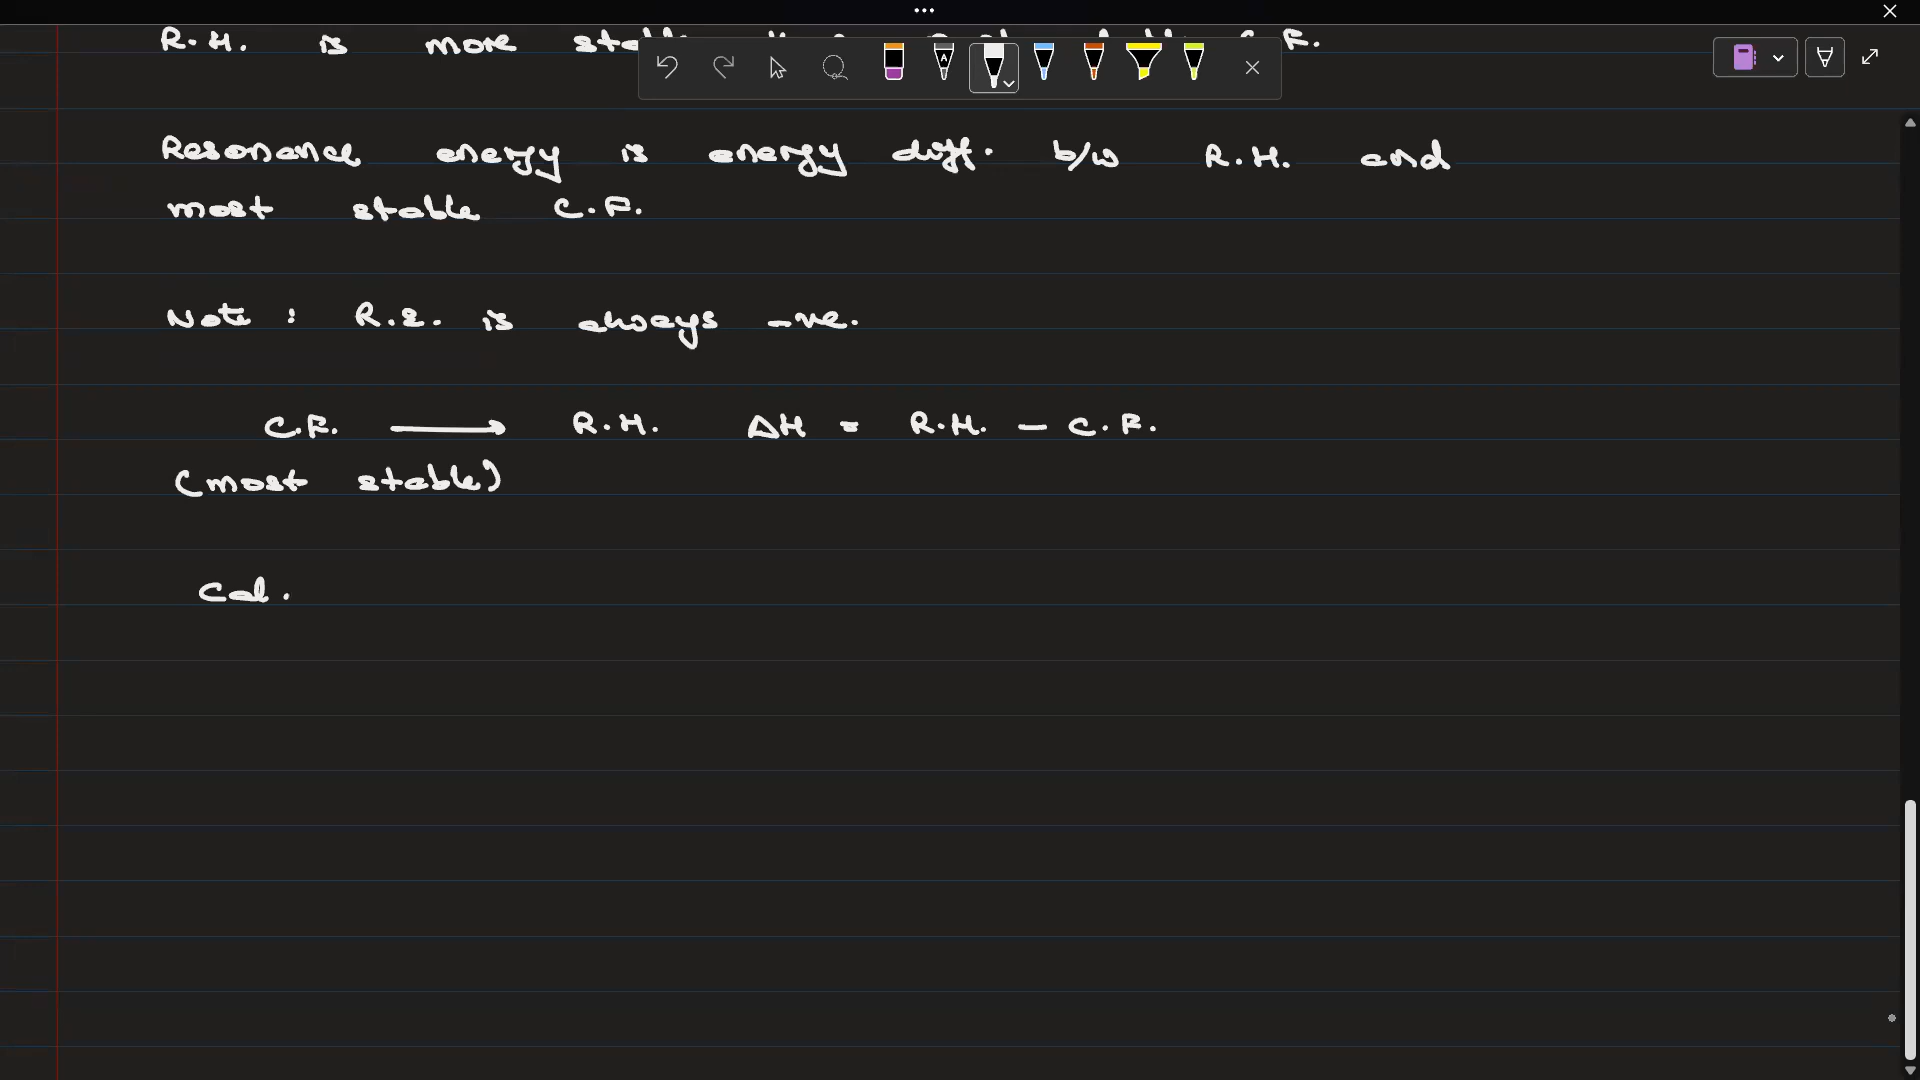 R.H. is more C.F.
Resonance energy is energy diff. b/w R.H. and
most stable C.F.
Note : R.E. is always -ve.
C.F. ⟶ R.H. ΔH = R.H. - C.F.
(most stable)
Cal.